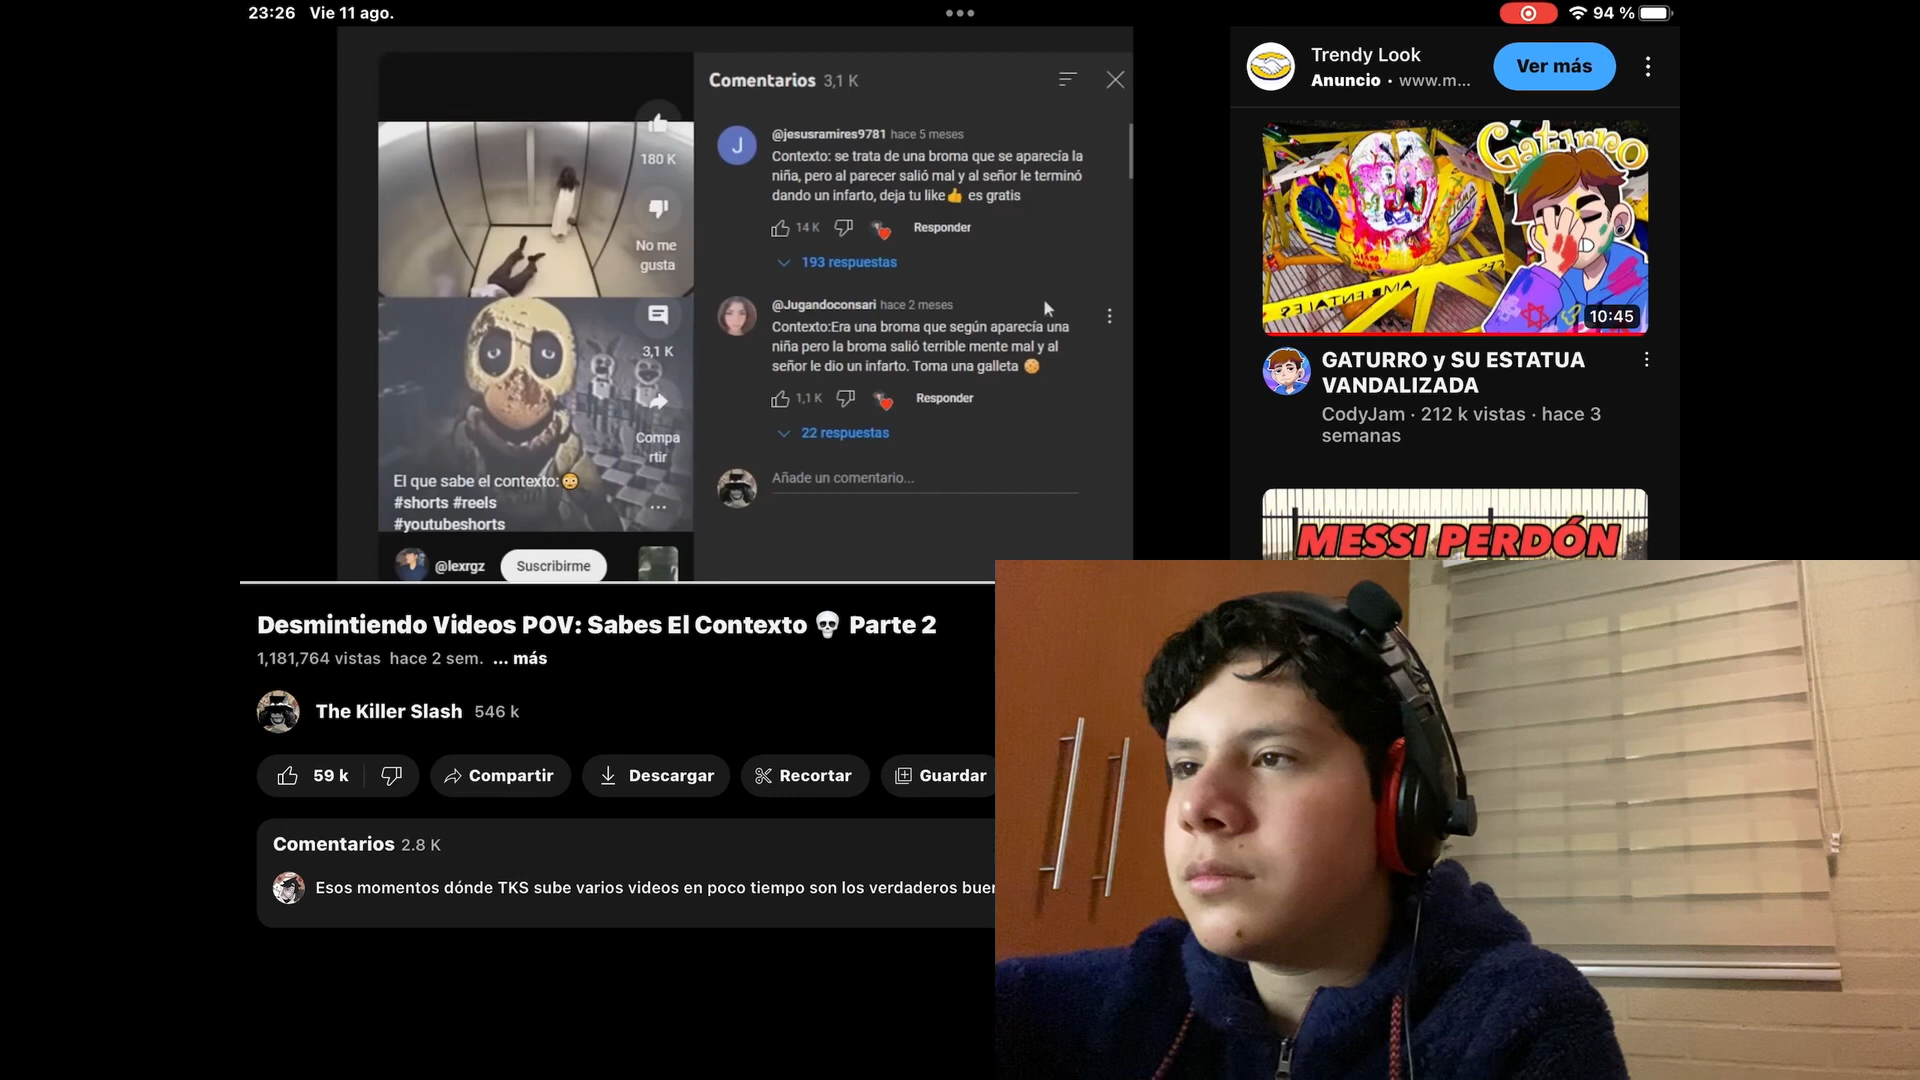 23:26 Vie 11 ago.
94 %
Comentarios 3,1 K
@jesusramires9781 hace 5 meses
Contexto: se trata de una broma que se aparecía la
niña, pero al parecer salió mal y al señor le terminó
dando un infarto, deja tu like👍 es gratis
14 K Responder
193 respuestas
@Jugandoconsari hace 2 meses
Contexto:Era una broma que según aparecía una
niña pero la broma salió terrible mente mal y al
señor le dio un infarto. Toma una galleta 🍪
1,1 K Responder
22 respuestas
Añade un comentario...
J
180 K
No me
gusta
3,1 K
Compa
rtir
El que sabe el contexto:😳
#shorts #reels
#youtubeshorts
@lexrgz Suscribirme
Trendy Look
Anuncio · www.m...
Ver más
Gaturro
AMBIENTALES
10:45
GATURRO y SU ESTATUA
VANDALIZADA
CodyJam · 212 k vistas · hace 3
semanas
MESSI PERDÓN
Desmintiendo Videos POV: Sabes El Contexto 💀 Parte 2
1,181,764 vistas hace 2 sem. ... más
The Killer Slash 546 k
59 k
Compartir
Descargar
Recortar
Guardar
Comentarios 2.8 K
Esos momentos dónde TKS sube varios videos en poco tiempo son los verdaderos buer